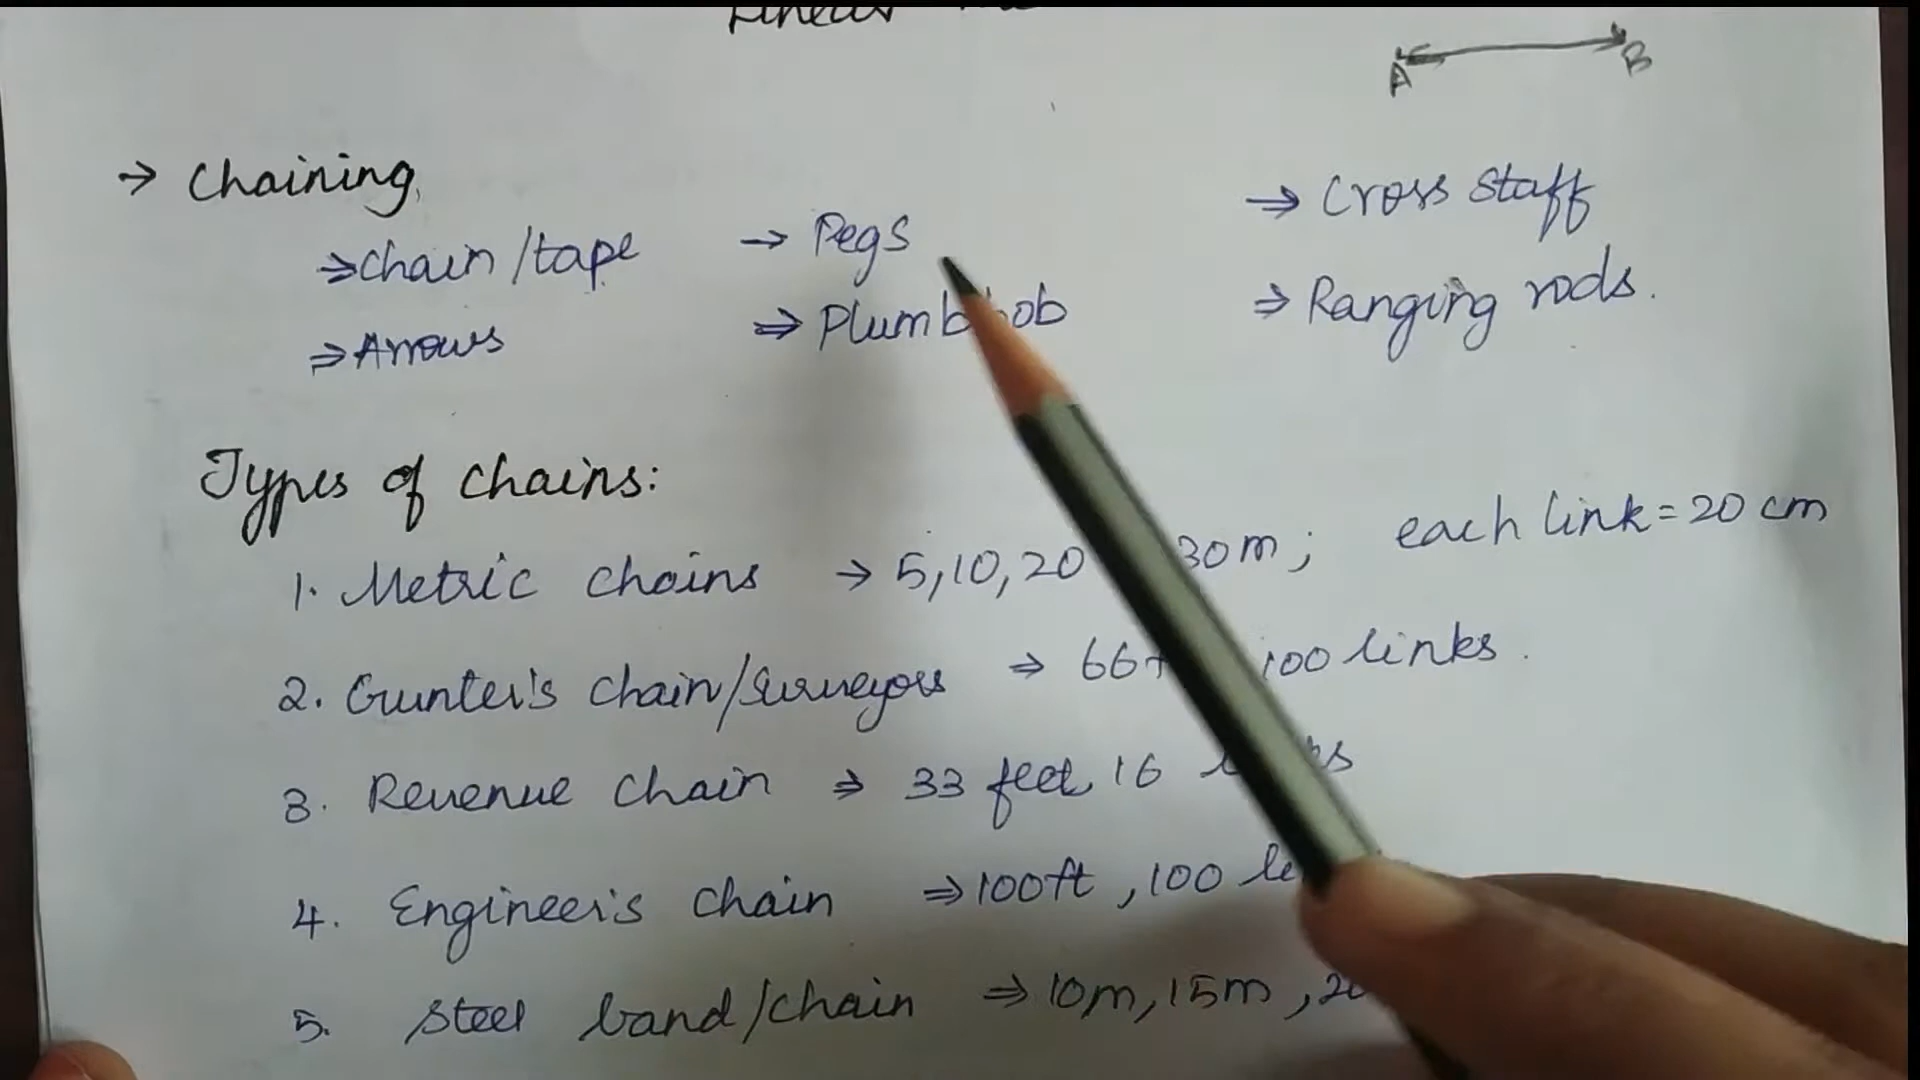 Linear
A B
→ Chaining
⇒ chain/tape → Pegs → Cross staff
⇒ Arrows ⇒ Plumb bob ⇒ Ranging rods.
Types of chains:
1. Metric chains → 5, 10, 20 30m; each link = 20 cm
2. Gunter's chain/surveyors ⇒ 66 100 links.
3. Revenue chain ⇒ 33 feet, 16
4. Engineer's chain ⇒ 100ft, 100
5. Steel band/chain ⇒ 10m, 15m,